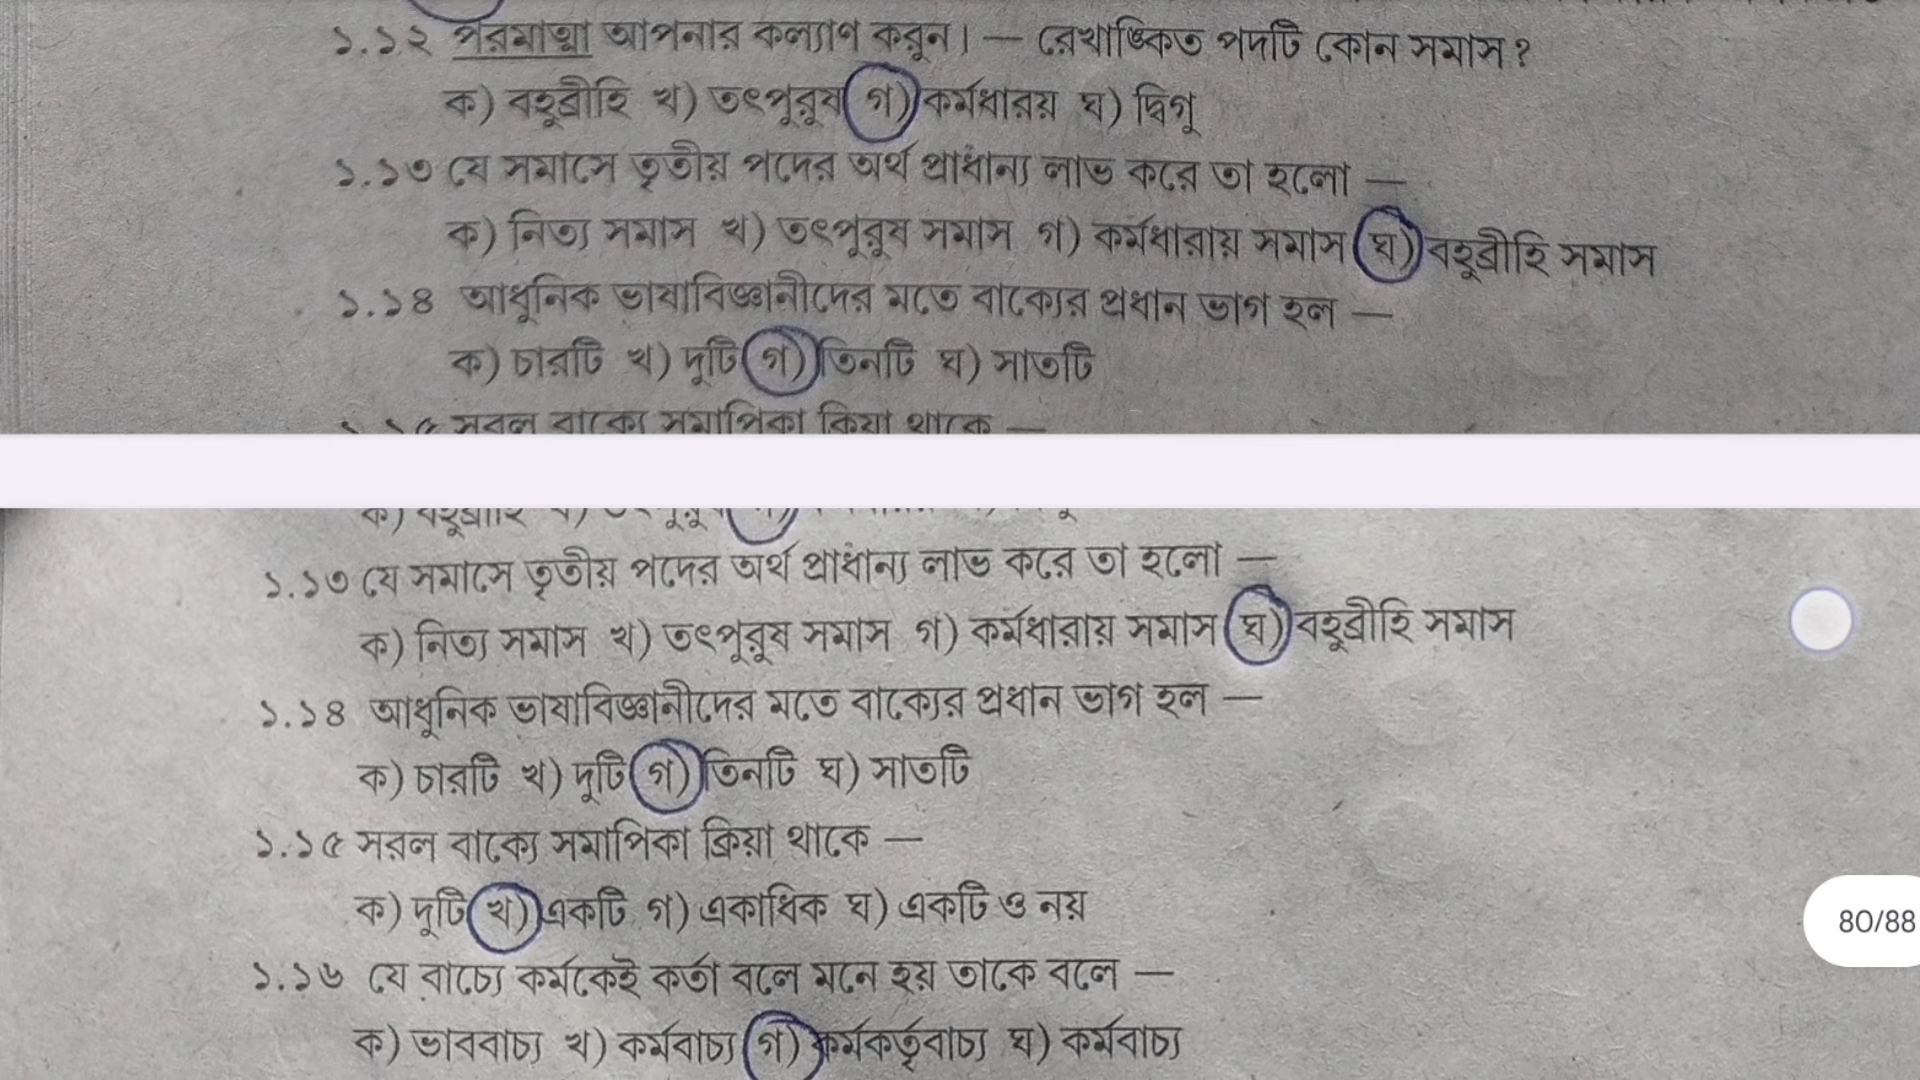 ১.১২ পরমাত্মা আপনার কল্যাণ করুন। — রেখাঙ্কিত পদটি কোন সমাস?
ক) বহুব্রীহি খ) তৎপুরুষ গ) কর্মধারয় ঘ) দ্বিগু
১.১৩ যে সমাসে তৃতীয় পদের অর্থ প্রাধান্য লাভ করে তা হলো —
ক) নিত্য সমাস খ) তৎপুরুষ সমাস গ) কর্মধারায় সমাস ঘ) বহুব্রীহি সমাস
১.১৪ আধুনিক ভাষাবিজ্ঞানীদের মতে বাক্যের প্রধান ভাগ হল —
ক) চারটি খ) দুটি গ) তিনটি ঘ) সাতটি
১.১৫ সরল বাক্যে সমাপিকা ক্রিয়া থাকে —
১.১৩ যে সমাসে তৃতীয় পদের অর্থ প্রাধান্য লাভ করে তা হলো —
ক) নিত্য সমাস খ) তৎপুরুষ সমাস গ) কর্মধারায় সমাস ঘ) বহুব্রীহি সমাস
১.১৪ আধুনিক ভাষাবিজ্ঞানীদের মতে বাক্যের প্রধান ভাগ হল —
ক) চারটি খ) দুটি গ) তিনটি ঘ) সাতটি
১.১৫ সরল বাক্যে সমাপিকা ক্রিয়া থাকে —
ক) দুটি খ) একটি গ) একাধিক ঘ) একটি ও নয়
80/88
১.১৬ যে বাচ্যে কর্মকেই কর্তা বলে মনে হয় তাকে বলে —
ক) ভাববাচ্য খ) কর্মবাচ্য গ) কর্মকর্তৃবাচ্য ঘ) কর্মবাচ্য